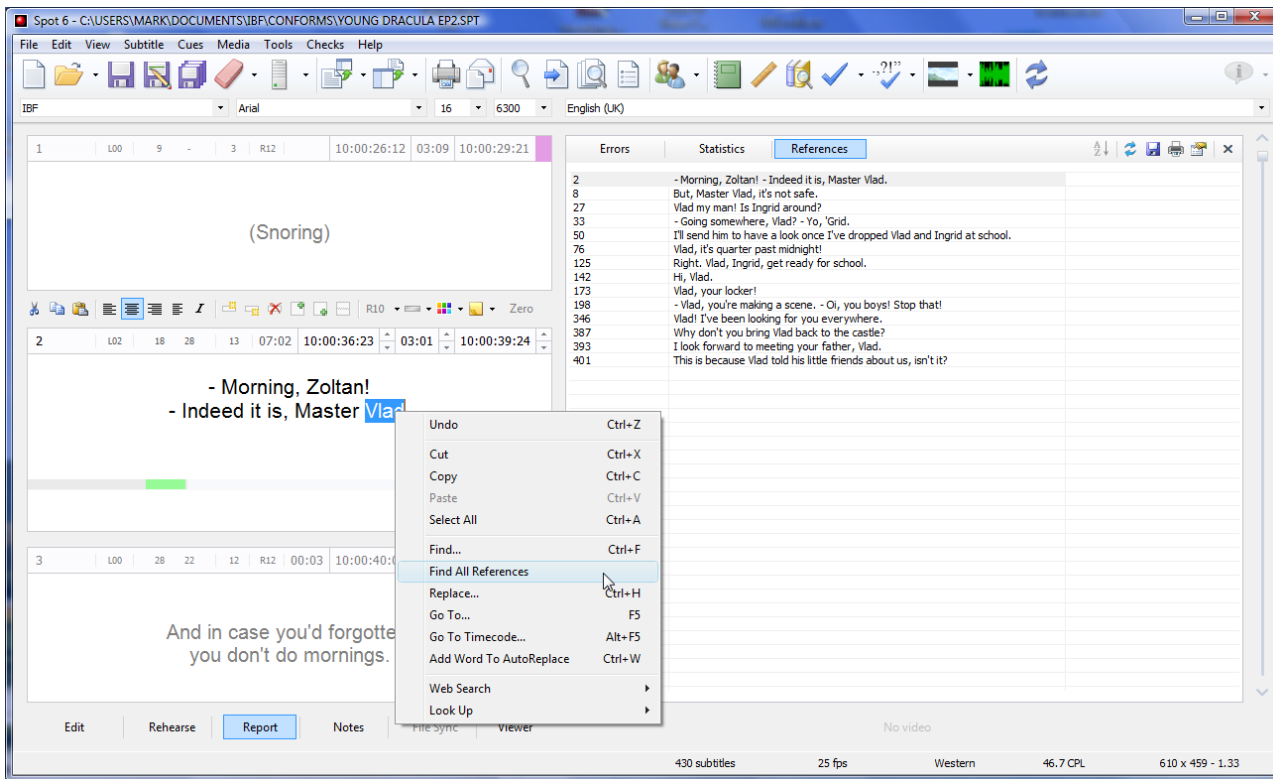 Spot 6 - C:\USERS\MARK\DOCUMENTS\IBF\CONFORMS\YOUNG DRACULA EP2.SPT
File Edit View Subtitle Cues Media Tools Checks Help
IBF Arial 16 6300 English (UK)
1 L00 9 - 3 R12 10:00:26:12 03:09 10:00:29:21
(Snoring)
R10 Zero
2 L02 18 28 13 07:02 10:00:36:23 03:01 10:00:39:24
- Morning, Zoltan!
- Indeed it is, Master Vlad
3 L00 28 22 12 R12 00:03 10:00:40:
And in case you'd forgotte
you don't do mornings.
Undo Ctrl+Z
Cut Ctrl+X
Copy Ctrl+C
Paste Ctrl+V
Select All Ctrl+A
Find... Ctrl+F
Find All References
Replace... Ctrl+H
Go To... F5
Go To Timecode... Alt+F5
Add Word To AutoReplace Ctrl+W
Web Search
Look Up
Errors Statistics References
2 - Morning, Zoltan! - Indeed it is, Master Vlad.
8 But, Master Vlad, it's not safe.
27 Vlad my man! Is Ingrid around?
33 - Going somewhere, Vlad? - Yo, 'Grid.
50 I'll send him to have a look once I've dropped Vlad and Ingrid at school.
76 Vlad, it's quarter past midnight!
125 Right. Vlad, Ingrid, get ready for school.
142 Hi, Vlad.
173 Vlad, your locker!
198 - Vlad, you're making a scene. - Oi, you boys! Stop that!
346 Vlad! I've been looking for you everywhere.
387 Why don't you bring Vlad back to the castle?
393 I look forward to meeting your father, Vlad.
401 This is because Vlad told his little friends about us, isn't it?
Edit Rehearse Report Notes File Sync Viewer No video
430 subtitles 25 fps Western 46.7 CPL 610 x 459 - 1.33